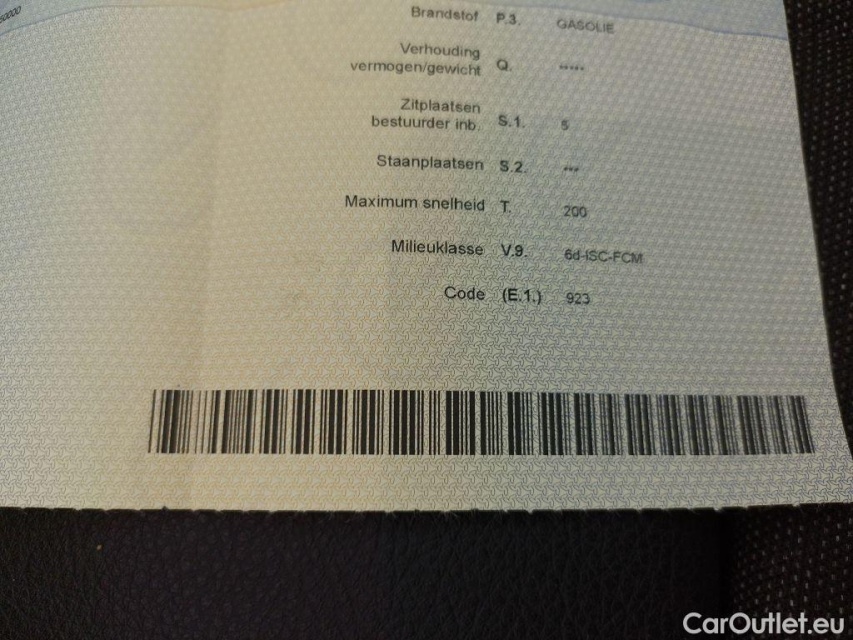 Brandstof P.3. GASOLIE
Verhouding
vermogen/gewicht Q. -----
Zitplaatsen
bestuurder inb. S.1. 5
Staanplaatsen S.2. ---
Maximum snelheid T. 200
Milieuklasse V.9. 6d-ISC-FCM
Code (E.1.) 923
CarOutlet.eu